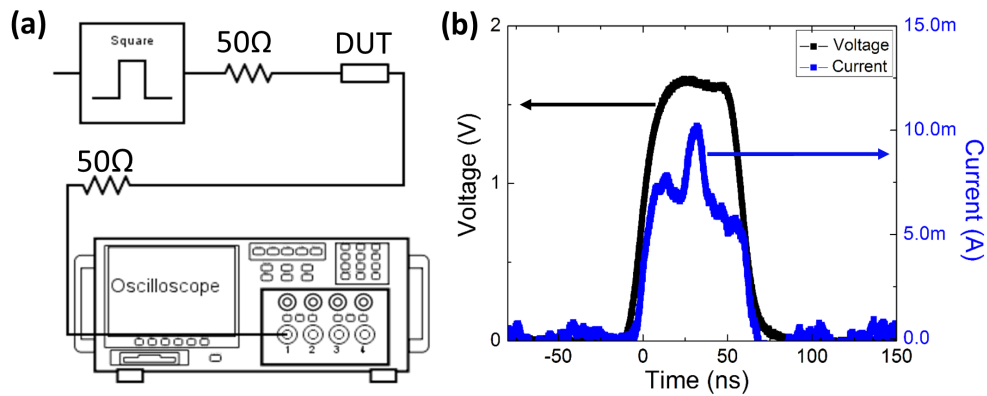 (a)
Square
50Ω
DUT
50Ω
Oscilloscope
1 2 3 4
(b)
Voltage
Current
2
1
0
Voltage (V)
15.0m
10.0m
5.0m
0.0
Current (A)
-50 0 50 100 150
Time (ns)